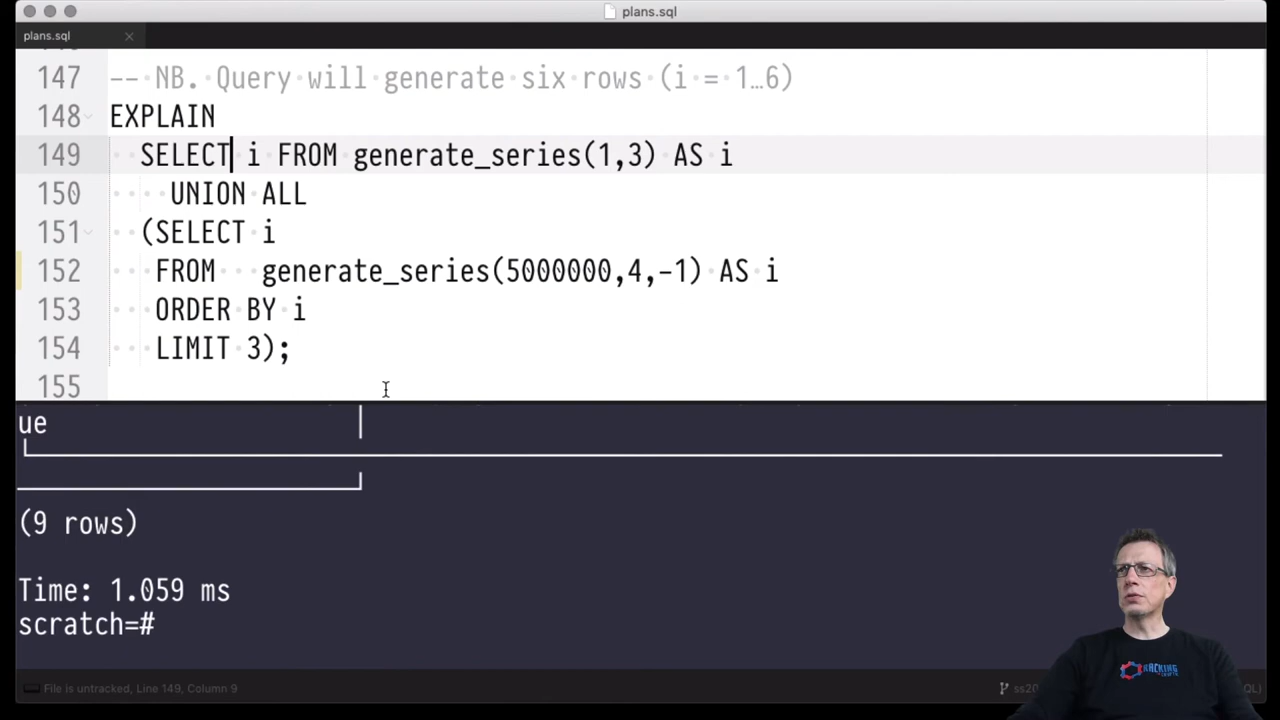 plans.sql
plans.sql
147 -- NB. Query will generate six rows (i = 1…6)
148 EXPLAIN
149 SELECT i FROM generate_series(1,3) AS i
150 UNION ALL
151 (SELECT i
152 FROM generate_series(5000000,4,-1) AS i
153 ORDER BY i
154 LIMIT 3);
155
ue
(9 rows)
Time: 1.059 ms
scratch=#
File is untracked, Line 149, Column 9